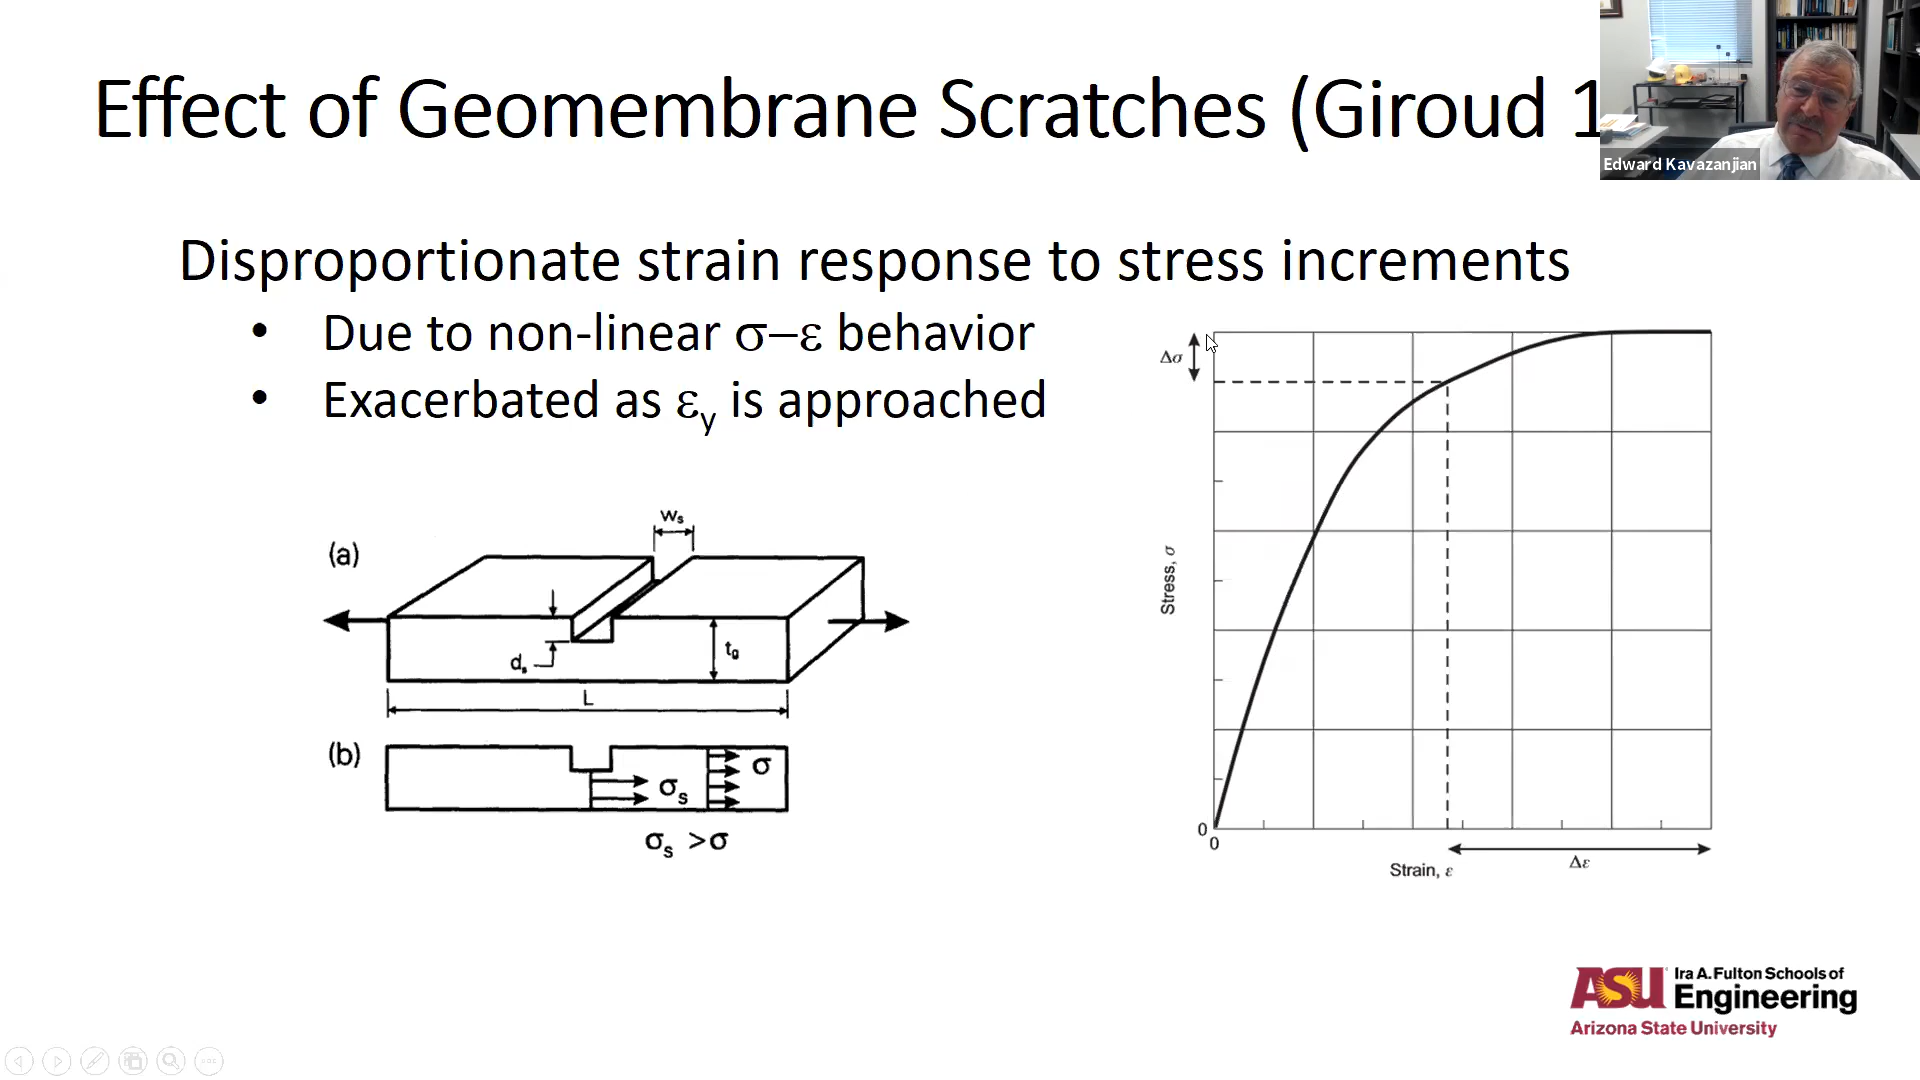 Effect of Geomembrane Scratches (Giroud 1
Edward Kavazanjian
Disproportionate strain response to stress increments
• Due to non-linear σ–ε behavior
• Exacerbated as εy is approached
(a)
ws
ds
tg
L
(b)
σs
σ
σs >σ
Δσ
Stress, σ
0
0
Strain, ε
Δε
ASU Ira A. Fulton Schools of
Engineering
Arizona State University